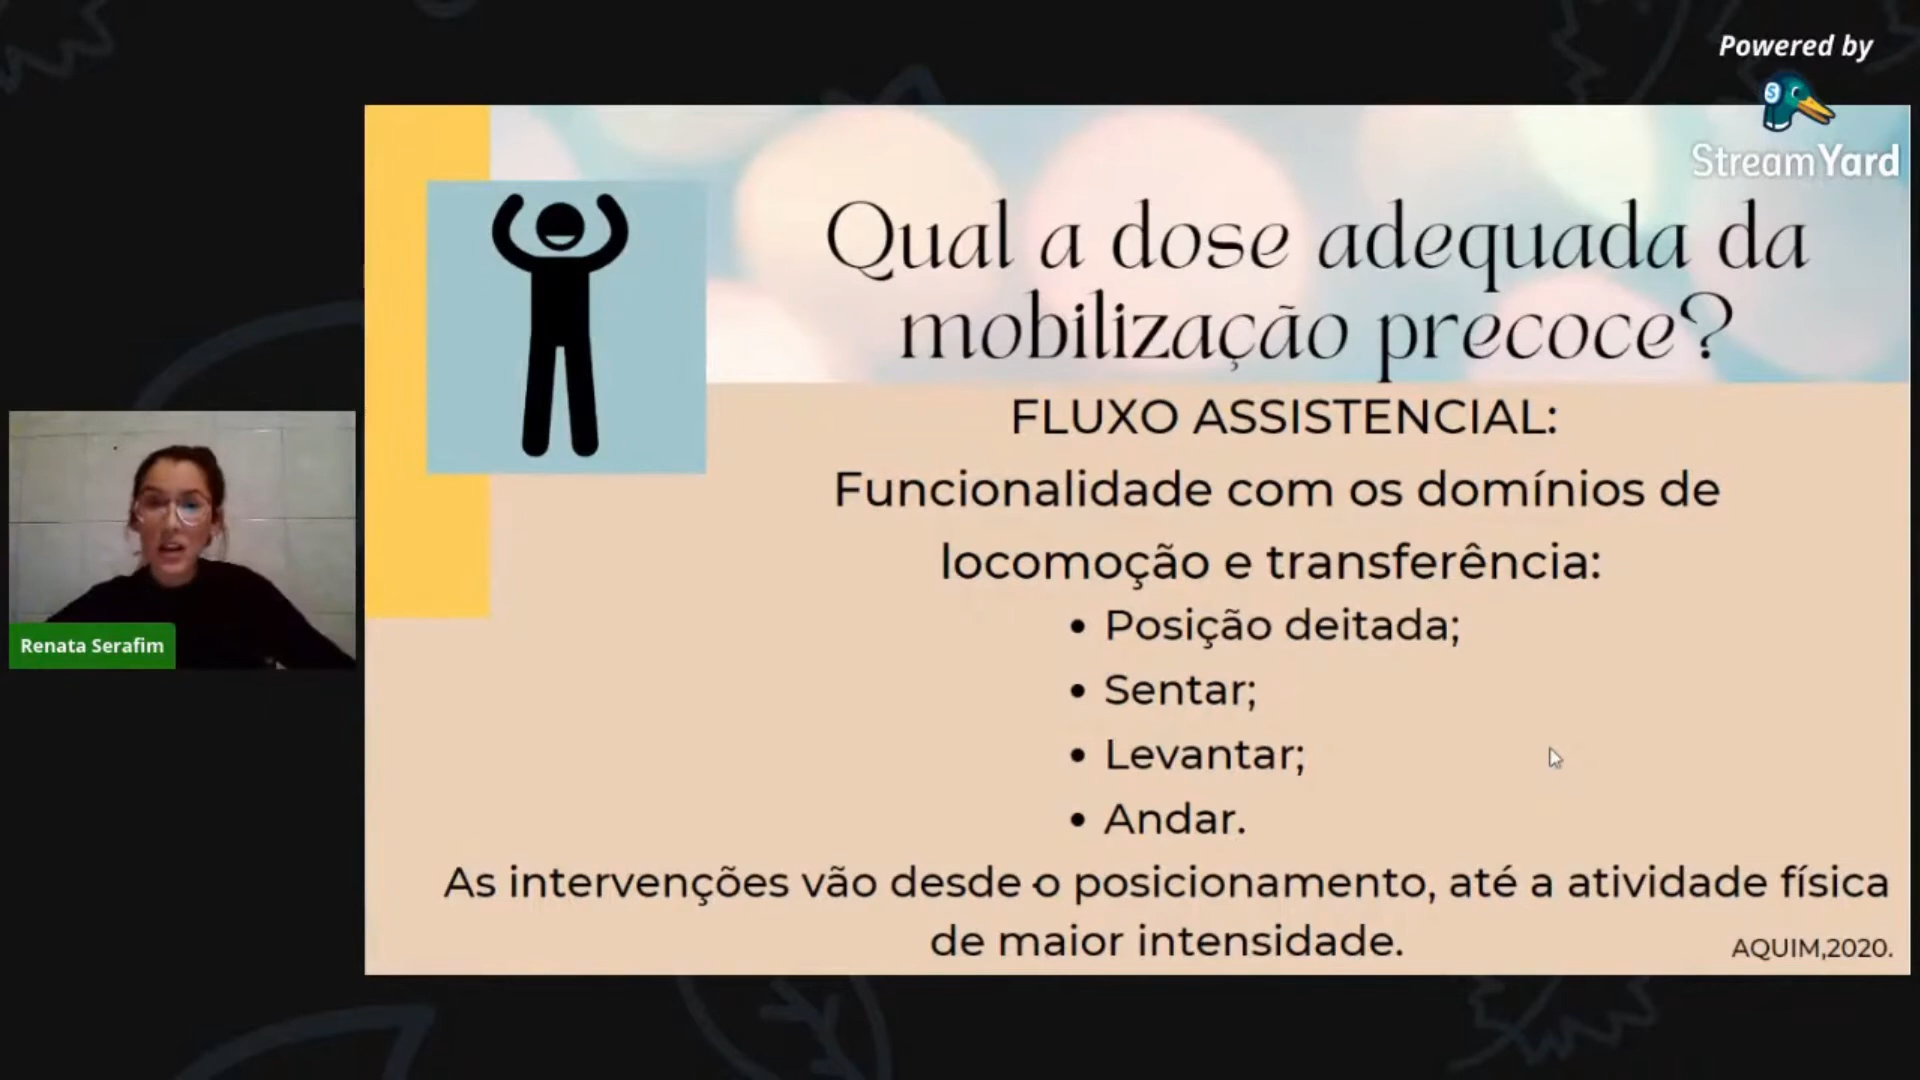 Powered by
StreamYard
Qual a dose adequada da
mobilização precoce?
FLUXO ASSISTENCIAL:
Funcionalidade com os domínios de
locomoção e transferência:
• Posição deitada;
• Sentar;
• Levantar;
• Andar.
As intervenções vão desde o posicionamento, até a atividade física
de maior intensidade.
AQUIM,2020.
Renata Serafim